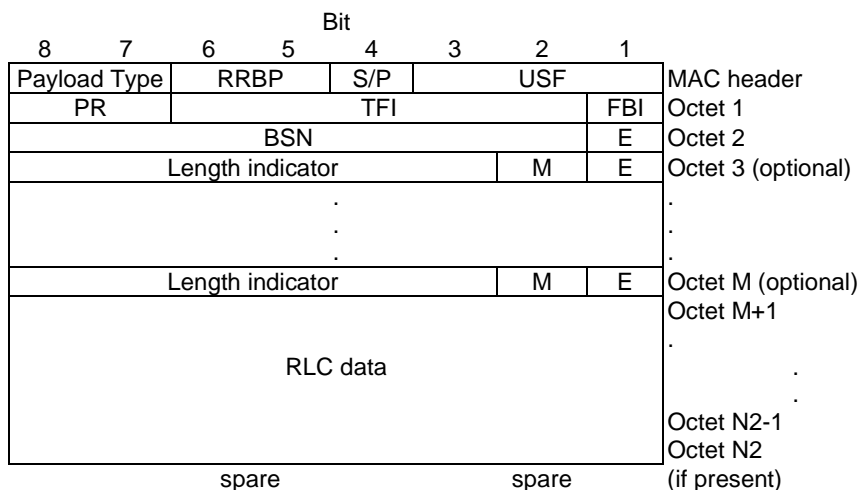 Bit
8 7 6 5 4 3 2 1
Payload Type RRBP S/P USF MAC header
PR TFI FBI Octet 1
BSN E Octet 2
Length indicator M E Octet 3 (optional)
. .
. .
. .
Length indicator M E Octet M (optional)
Octet M+1
.
RLC data .
.
Octet N2-1
Octet N2
spare spare (if present)